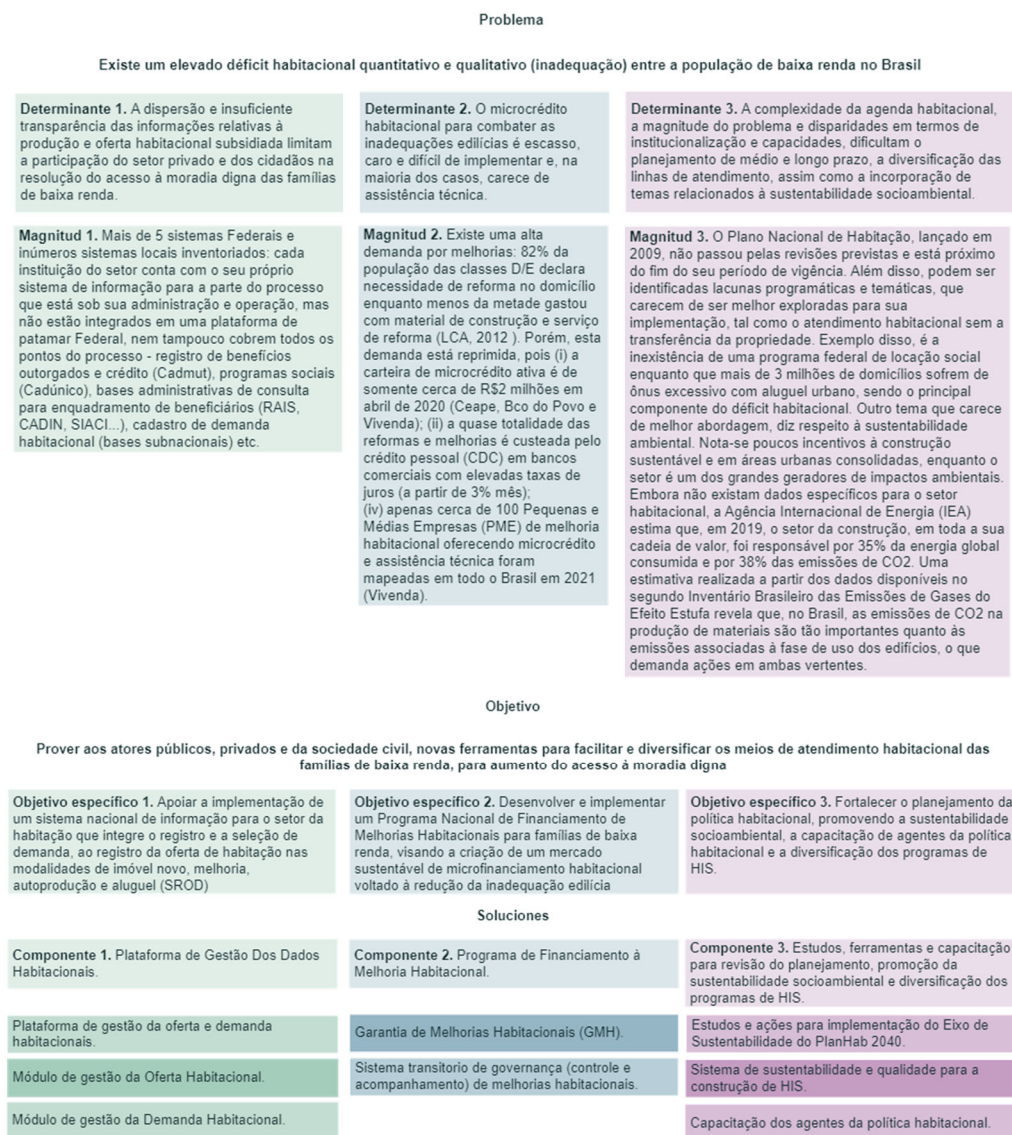 Problema
Existe um elevado déficit habitacional quantitativo e qualitativo (inadequação) entre a população de baixa renda no Brasil
Determinante 1. A dispersão e insuficiente
transparência das informações relativas à
produção e oferta habitacional subsidiada limitam
a participação do setor privado e dos cidadãos na
resolução do acesso à moradia digna das famílias
de baixa renda.
Determinante 2. O microcrédito
habitacional para combater as
inadequações edilícias é escasso,
caro e difícil de implementar e, na
maioria dos casos, carece de
assistência técnica.
Determinante 3. A complexidade da agenda habitacional,
a magnitude do problema e disparidades em termos de
institucionalização e capacidades, dificultam o
planejamento de médio e longo prazo, a diversificação das
linhas de atendimento, assim como a incorporação de
temas relacionados à sustentabilidade socioambiental.
Magnitud 1. Mais de 5 sistemas Federais e
inúmeros sistemas locais inventoriados: cada
instituição do setor conta com o seu próprio
sistema de informação para a parte do processo
que está sob sua administração e operação, mas
não estão integrados em uma plataforma de
patamar Federal, nem tampouco cobrem todos os
pontos do processo - registro de benefícios
outorgados e crédito (Cadmut), programas sociais
(Cadúnico), bases administrativas de consulta
para enquadramento de beneficiários (RAIS,
CADIN, SIACI...), cadastro de demanda
habitacional (bases subnacionais) etc.
Magnitud 2. Existe uma alta
demanda por melhorias: 82% da
população das classes D/E declara
necessidade de reforma no domicílio
enquanto menos da metade gastou
com material de construção e serviço
de reforma (LCA, 2012 ). Porém, esta
demanda está reprimida, pois (i) a
carteira de microcrédito ativa é de
somente cerca de R$2 milhões em
abril de 2020 (Ceape, Bco do Povo e
Vivenda); (ii) a quase totalidade das
reformas e melhorias é custeada pelo
crédito pessoal (CDC) em bancos
comerciais com elevadas taxas de
juros (a partir de 3% mês);
(iv) apenas cerca de 100 Pequenas e
Médias Empresas (PME) de melhoria
habitacional oferecendo microcrédito
e assistência técnica foram
mapeadas em todo o Brasil em 2021
(Vivenda).
Magnitud 3. O Plano Nacional de Habitação, lançado em
2009, não passou pelas revisões previstas e está próximo
do fim do seu período de vigência. Além disso, podem ser
identificadas lacunas programáticas e temáticas, que
carecem de ser melhor exploradas para sua
implementação, tal como o atendimento habitacional sem a
transferência da propriedade. Exemplo disso, é a
inexistência de uma programa federal de locação social
enquanto que mais de 3 milhões de domicílios sofrem de
ônus excessivo com aluguel urbano, sendo o principal
componente do déficit habitacional. Outro tema que carece
de melhor abordagem, diz respeito à sustentabilidade
ambiental. Nota-se poucos incentivos à construção
sustentável e em áreas urbanas consolidadas, enquanto o
setor é um dos grandes geradores de impactos ambientais.
Embora não existam dados específicos para o setor
habitacional, a Agência Internacional de Energia (IEA)
estima que, em 2019, o setor da construção, em toda a sua
cadeia de valor, foi responsável por 35% da energia global
consumida e por 38% das emissões de CO2. Uma
estimativa realizada a partir dos dados disponíveis no
segundo Inventário Brasileiro das Emissões de Gases do
Efeito Estufa revela que, no Brasil, as emissões de CO2 na
produção de materiais são tão importantes quanto às
emissões associadas à fase de uso dos edifícios, o que
demanda ações em ambas vertentes.
Objetivo
Prover aos atores públicos, privados e da sociedade civil, novas ferramentas para facilitar e diversificar os meios de atendimento habitacional das
famílias de baixa renda, para aumento do acesso à moradia digna
Objetivo específico 1. Apoiar a implementação de
um sistema nacional de informação para o setor da
habitação que integre o registro e a seleção de
demanda, ao registro da oferta de habitação nas
modalidades de imóvel novo, melhoria,
autoprodução e aluguel (SROD)
Objetivo específico 2. Desenvolver e implementar
um Programa Nacional de Financiamento de
Melhorias Habitacionais para famílias de baixa
renda, visando a criação de um mercado
sustentável de microfinanciamento habitacional
voltado à redução da inadequação edilícia
Objetivo específico 3. Fortalecer o planejamento da
política habitacional, promovendo a sustentabilidade
socioambiental, a capacitação de agentes da política
habitacional e a diversificação dos programas de
HIS.
Soluciones
Componente 1. Plataforma de Gestão Dos Dados
Habitacionais.
Componente 2. Programa de Financiamento à
Melhoria Habitacional.
Componente 3. Estudos, ferramentas e capacitação
para revisão do planejamento, promoção da
sustentabilidade socioambiental e diversificação dos
programas de HIS.
Plataforma de gestão da oferta e demanda
habitacionais.
Garantia de Melhorias Habitacionais (GMH).
Estudos e ações para implementação do Eixo de
Sustentabilidade do PlanHab 2040.
Módulo de gestão da Oferta Habitacional.
Sistema transitorio de governança (controle e
acompanhamento) de melhorias habitacionais.
Sistema de sustentabilidade e qualidade para a
construção de HIS.
Módulo de gestão da Demanda Habitacional.
Capacitação dos agentes da política habitacional.